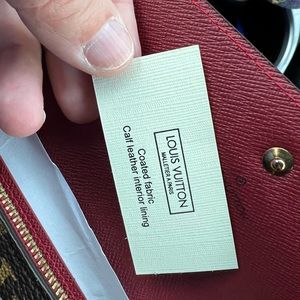 LOUIS VUITTON
MALLETIER À PARIS
Coated fabric
Calf leather interior lining